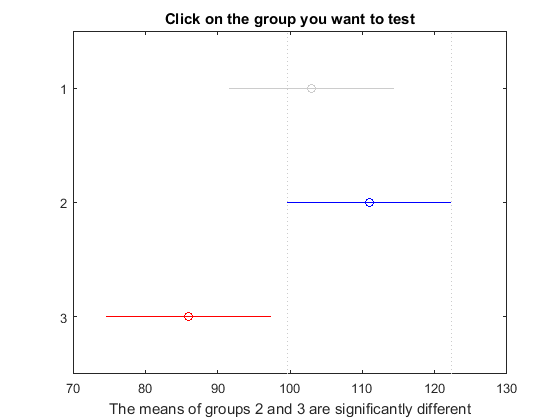 Click on the group you want to test
1
2
3
70 80 90 100 110 120 130
The means of groups 2 and 3 are significantly different